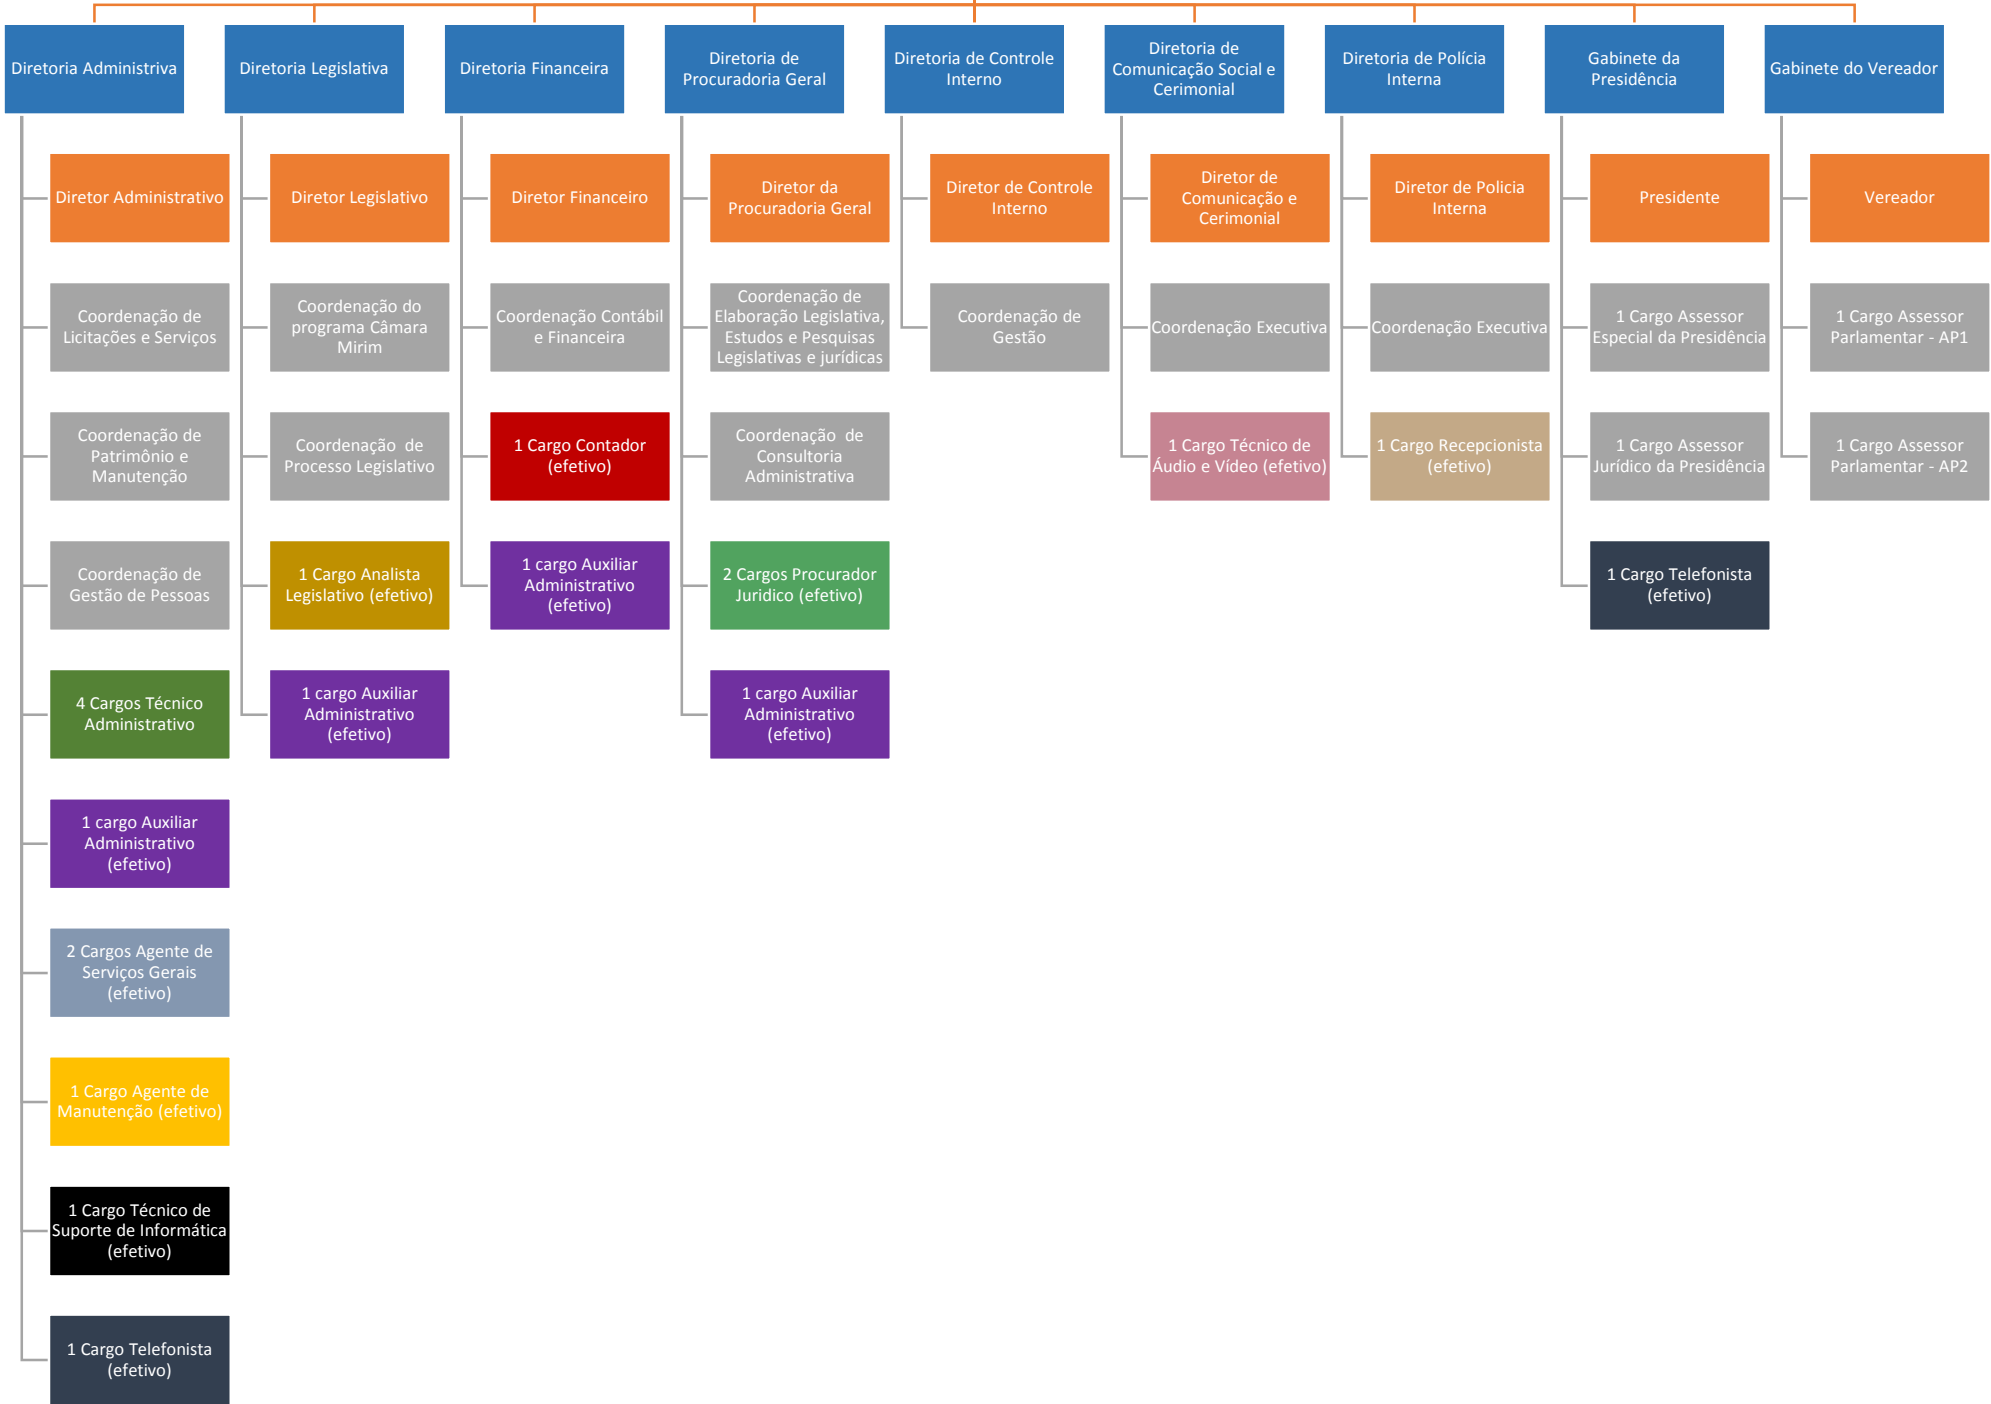 Diretoria Administriva
Diretor Administrativo
Coordenação de
Licitações e Serviços
Coordenação de
Patrimônio e
Manutenção
Coordenação de
Gestão de Pessoas
4 Cargos Técnico
Administrativo
1 cargo Auxiliar
Administrativo
(efetivo)
2 Cargos Agente de
Serviços Gerais
(efetivo)
1 Cargo Agente de
Manutenção (efetivo)
1 Cargo Técnico de
Suporte de Informática
(efetivo)
1 Cargo Telefonista
(efetivo)
Diretoria Legislativa
Diretor Legislativo
Coordenação do
programa Câmara
Mirim
Coordenação de
Processo Legislativo
1 Cargo Analista
Legislativo (efetivo)
1 cargo Auxiliar
Administrativo
(efetivo)
Diretoria Financeira
Diretor Financeiro
Coordenação Contábil
e Financeira
1 Cargo Contador
(efetivo)
1 cargo Auxiliar
Administrativo
(efetivo)
Diretoria de
Procuradoria Geral
Diretor da
Procuradoria Geral
Coordenação de
Elaboração Legislativa,
Estudos e Pesquisas
Legislativas e jurídicas
Coordenação de
Consultoria
Administrativa
2 Cargos Procurador
Juridico (efetivo)
1 cargo Auxiliar
Administrativo
(efetivo)
Diretoria de Controle
Interno
Diretor de Controle
Interno
Coordenação de
Gestão
Diretoria de
Comunicação Social e
Cerimonial
Diretor de
Comunicação e
Cerimonial
Coordenação Executiva
1 Cargo Técnico de
Áudio e Vídeo (efetivo)
Diretoria de Polícia
Interna
Diretor de Policia
Interna
Coordenação Executiva
1 Cargo Recepcionista
(efetivo)
Gabinete da
Presidência
Presidente
1 Cargo Assessor
Especial da Presidência
1 Cargo Assessor
Jurídico da Presidência
1 Cargo Telefonista
(efetivo)
Gabinete do Vereador
Vereador
1 Cargo Assessor
Parlamentar - AP1
1 Cargo Assessor
Parlamentar - AP2